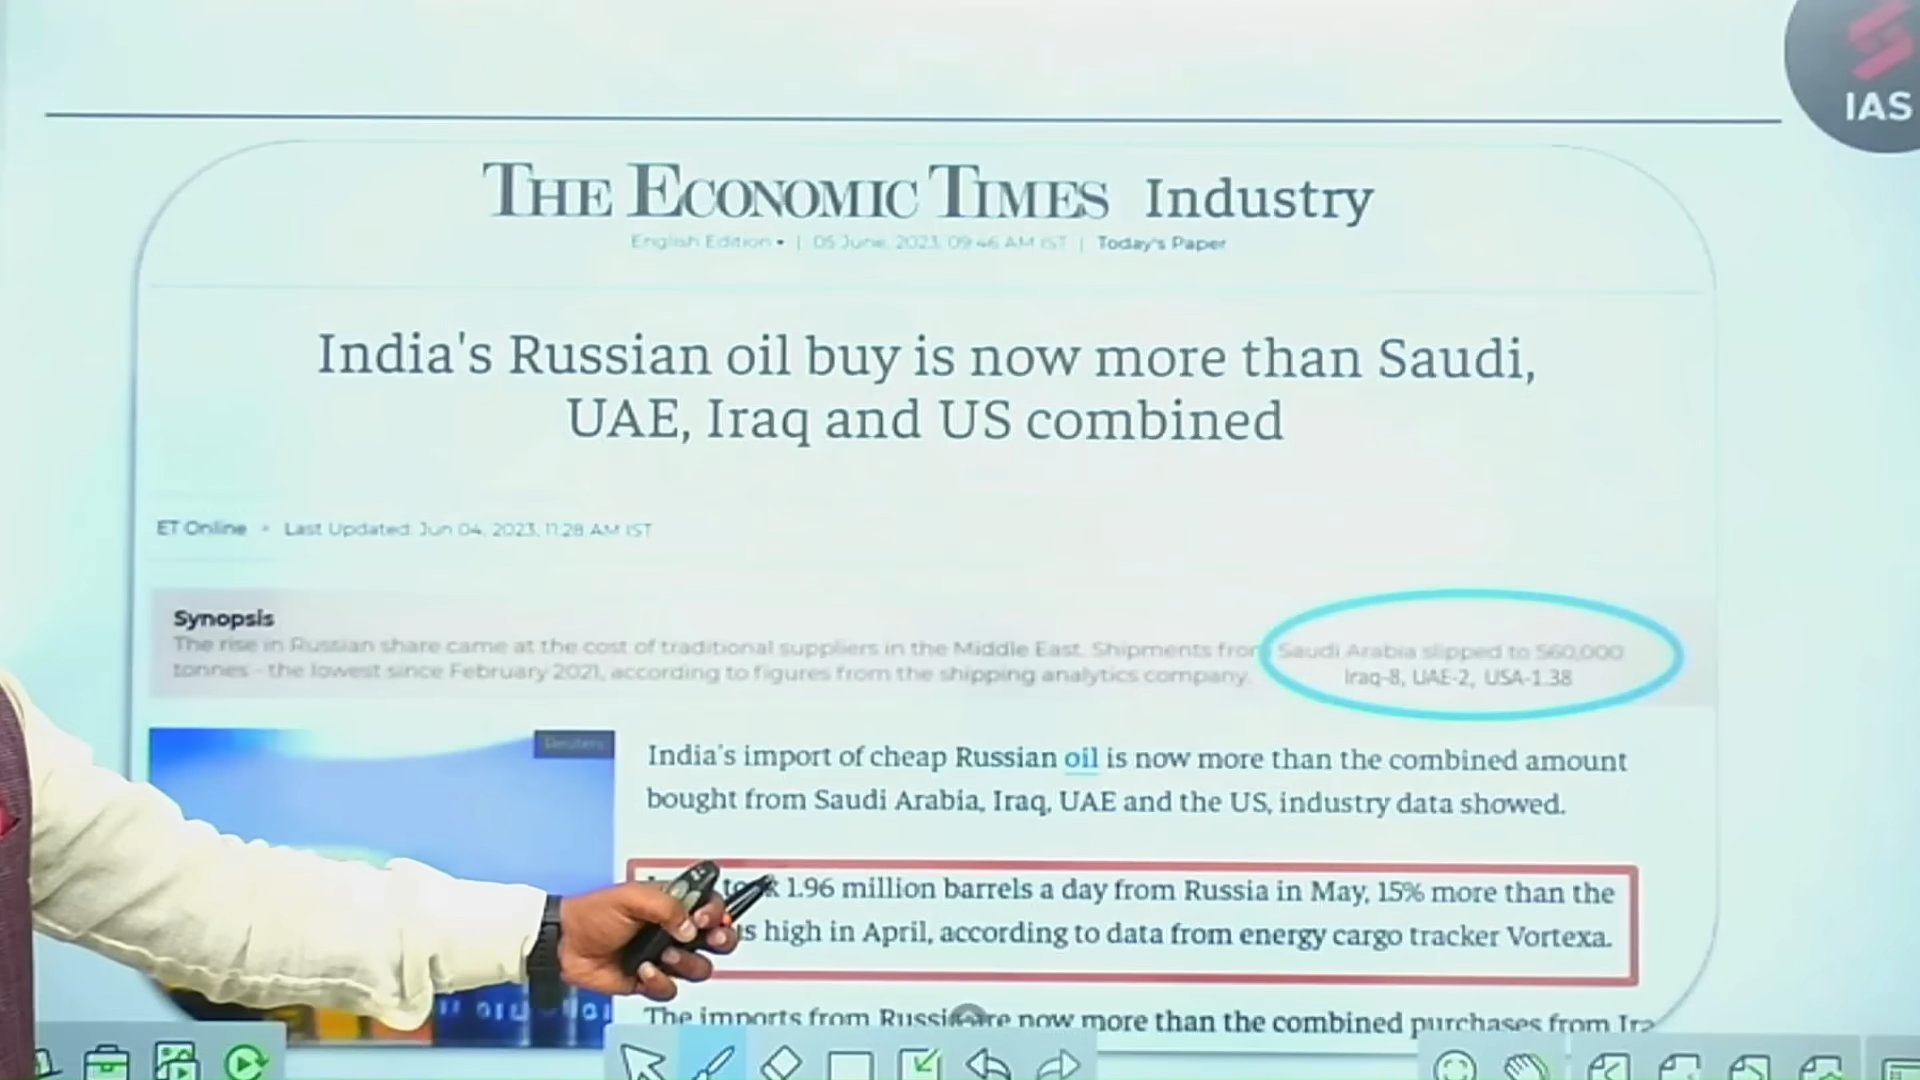 IAS
THE ECONOMIC TIMES Industry
English Edition | 05 June, 2023, 09:46 AM IST | Today's Paper
India's Russian oil buy is now more than Saudi,
UAE, Iraq and US combined
ET Online Last Updated: Jun 04, 2023, 11:28 AM IST
Synopsis
The rise in Russian share came at the cost of traditional suppliers in the Middle East. Shipments from Saudi Arabia slipped to 560,000
tonnes - the lowest since February 2021, according to figures from the shipping analytics company. Iraq-8, UAE-2, USA-1.38
Reuters
India's import of cheap Russian oil is now more than the combined amount
bought from Saudi Arabia, Iraq, UAE and the US, industry data showed.
1.96 million barrels a day from Russia in May, 15% more than the
high in April, according to data from energy cargo tracker Vortexa.
The imports from Russia are now more than the combined purchases from